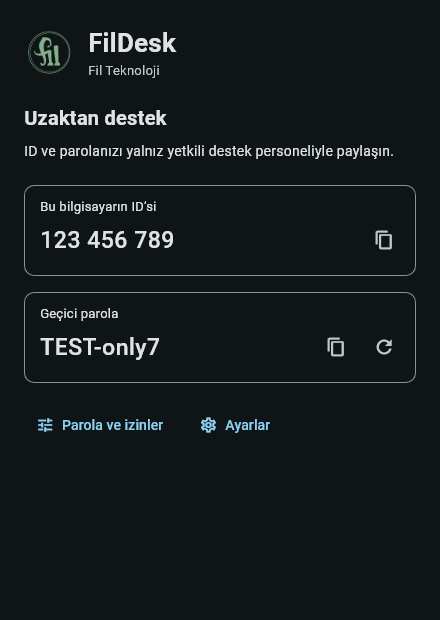 fil
FilDesk
Fil Teknoloji
Uzaktan destek
ID ve parolanızı yalnız yetkili destek personeliyle paylaşın.
Bu bilgisayarın ID'si
123 456 789
Geçici parola
TEST-only7
Parola ve izinler
Ayarlar